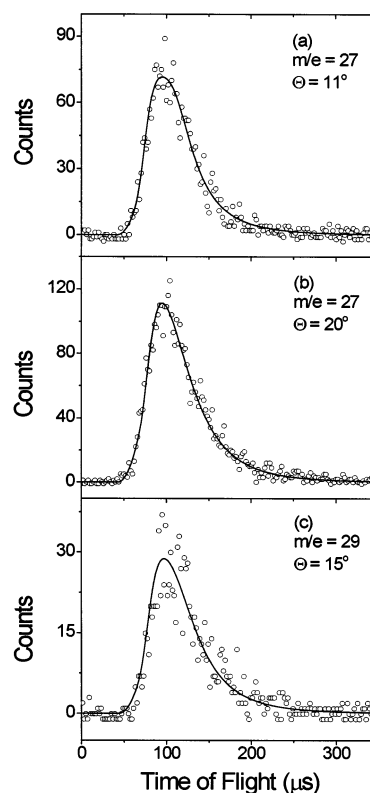 (a)
m/e = 27
Θ = 11°
90
60
30
0
Counts
(b)
m/e = 27
Θ = 20°
120
80
40
0
Counts
(c)
m/e = 29
Θ = 15°
30
15
0
Counts
0 100 200 300
Time of Flight (μs)